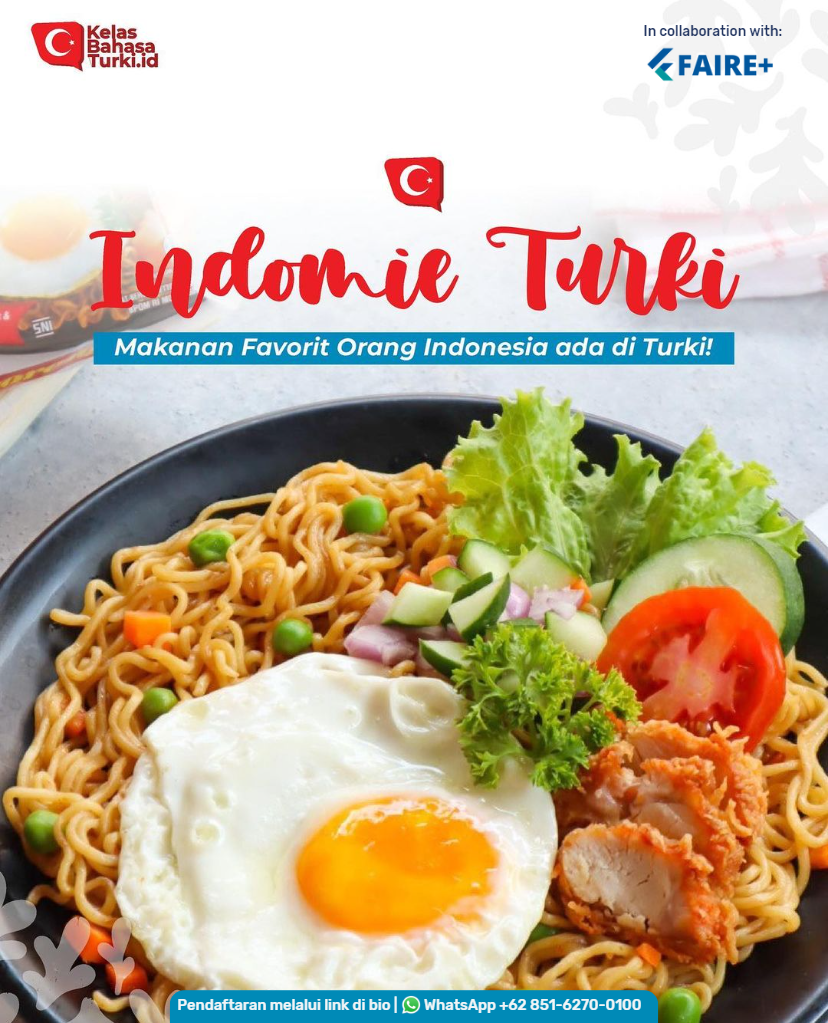 Kelas
Bahasa
Turki.id
In collaboration with:
FAIRE+
Indomie Turki
Makanan Favorit Orang Indonesia ada di Turki!
Pendaftaran melalui link di bio | WhatsApp +62 851-6270-0100